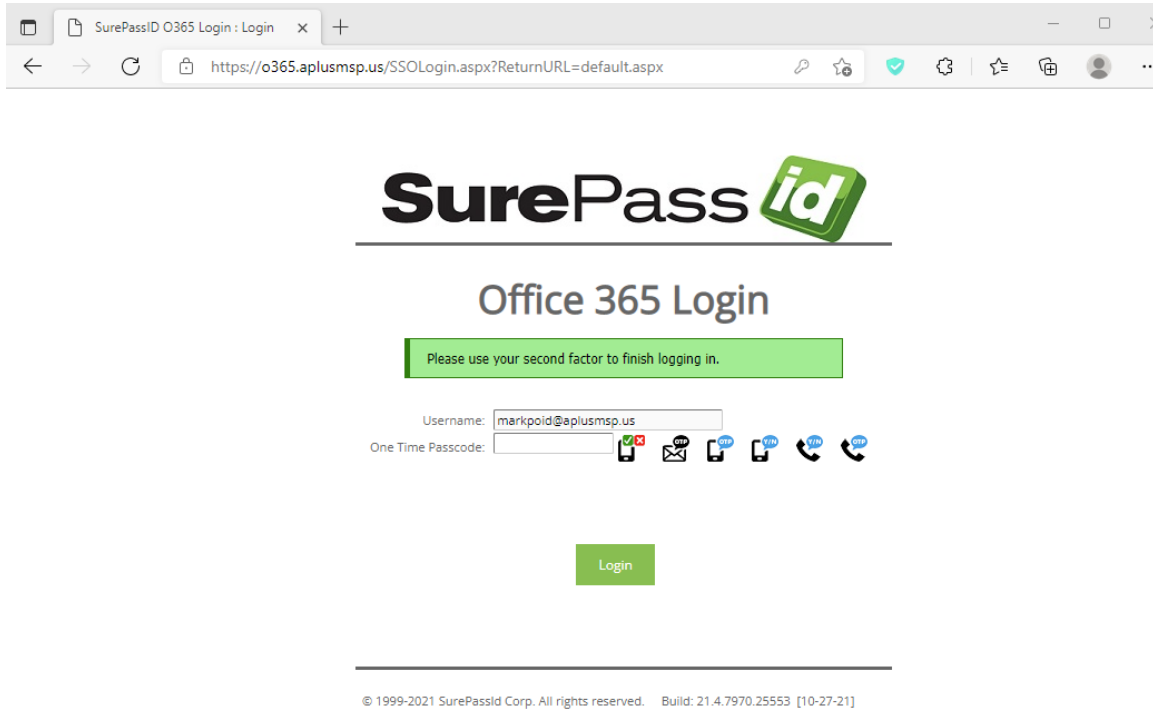 SurePassID O365 Login : Login
https://o365.aplusmsp.us/SSOLogin.aspx?ReturnURL=default.aspx
SurePass id
Office 365 Login
Please use your second factor to finish logging in.
Username: markpoid@aplusmsp.us
One Time Passcode: OTP OTP Y/N Y/N OTP
Login
© 1999-2021 SurePassId Corp. All rights reserved. Build: 21.4.7970.25553 [10-27-21]